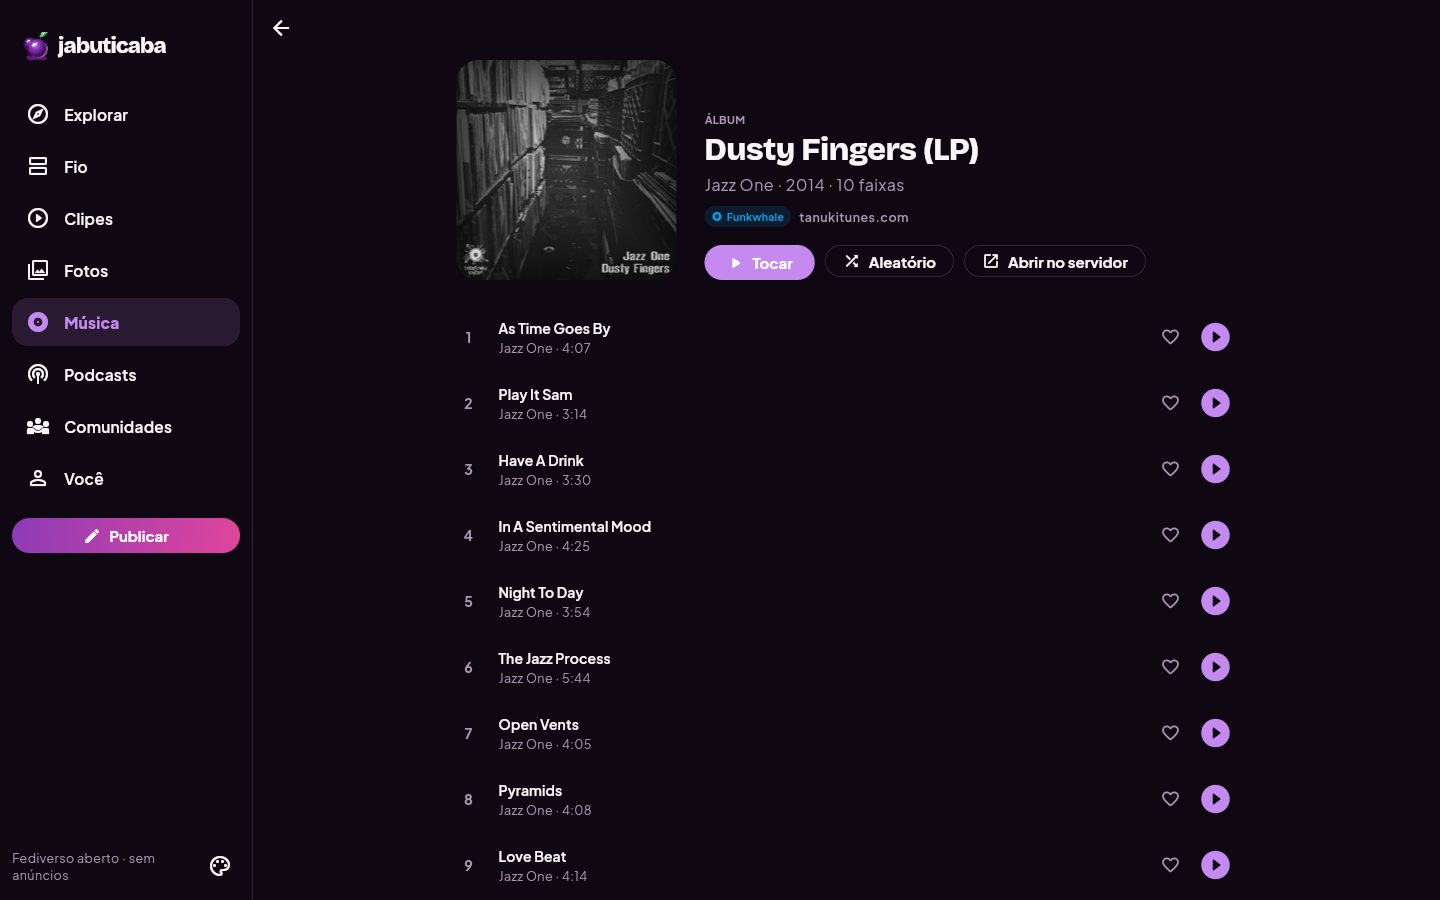 jabuticaba
Explorar
Fio
Clipes
Fotos
Música
Podcasts
Comunidades
Você
Publicar
Fediverso aberto · sem
anúncios
Jazz One
Dusty Fingers
ÁLBUM
Dusty Fingers (LP)
Jazz One · 2014 · 10 faixas
Funkwhale tanukitunes.com
Tocar Aleatório Abrir no servidor
1 As Time Goes By
Jazz One · 4:07
2 Play It Sam
Jazz One · 3:14
3 Have A Drink
Jazz One · 3:30
4 In A Sentimental Mood
Jazz One · 4:25
5 Night To Day
Jazz One · 3:54
6 The Jazz Process
Jazz One · 5:44
7 Open Vents
Jazz One · 4:05
8 Pyramids
Jazz One · 4:08
9 Love Beat
Jazz One · 4:14